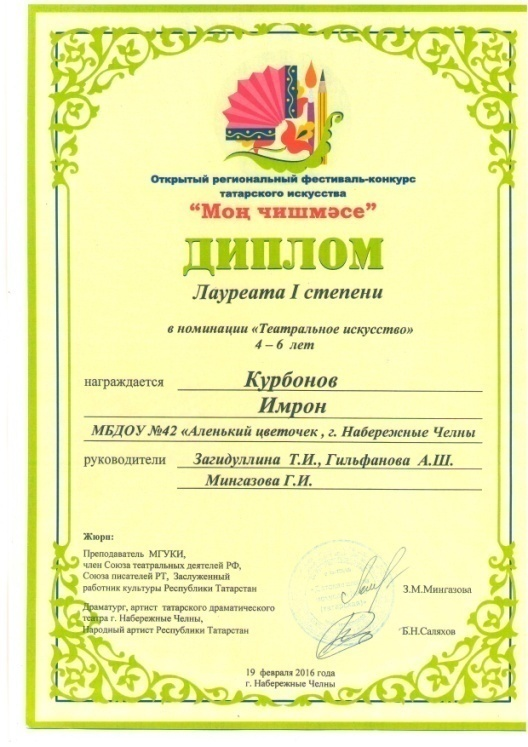 Открытый региональный фестиваль-конкурс
татарского искусства
“Моң чишмәсе”
ДИПЛОМ
Лауреата I степени
в номинации «Театральное искусство»
4 – 6 лет
награждается Курбонов
Имрон
МБДОУ №42 «Аленький цветочек , г. Набережные Челны
руководители Загидуллина Т.И., Гильфанова А.Ш.
Мингазова Г.И.
Жюри:
Преподаватель МГУКИ,
член Союза театральных деятелей РФ,
Союза писателей РТ, Заслуженный
работник культуры Республики Татарстан З.М.Мингазова
Драматург, артист татарского драматического
театра г. Набережные Челны,
Народный артист Республики Татарстан Б.Н.Саляхов
19 февраля 2016 года
г. Набережные Челны